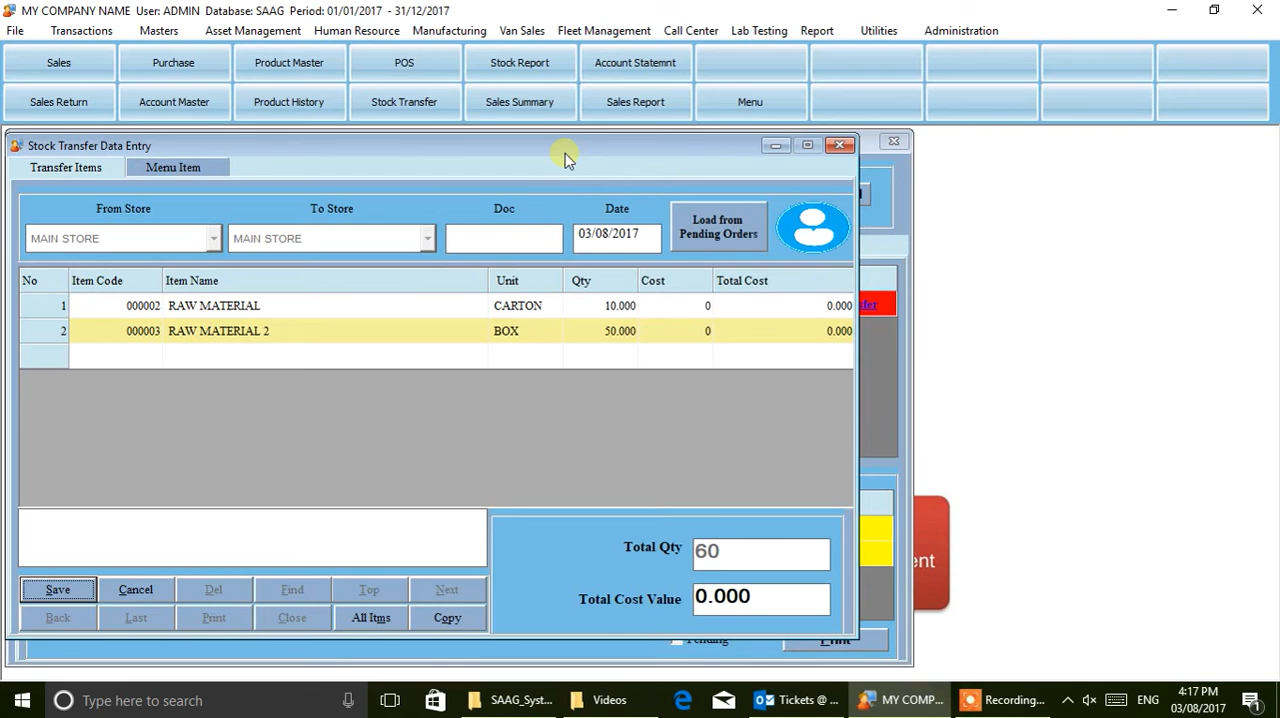 MY COMPANY NAME User: ADMIN Database: SAAG Period: 01/01/2017 - 31/12/2017
File Transactions Masters Asset Management Human Resource Manufacturing Van Sales Fleet Management Call Center Lab Testing Report Utilities Administration
Sales Purchase Product Master POS Stock Report Account Statemnt
Sales Return Account Master Product History Stock Transfer Sales Summary Sales Report Menu
Stock Transfer Data Entry
Transfer Items Menu Item
From Store To Store Doc Date Load from
Pending Orders
MAIN STORE MAIN STORE 03/08/2017
No Item Code Item Name Unit Qty Cost Total Cost
1 000002 RAW MATERIAL CARTON 10.000 0 0.000
2 000003 RAW MATERIAL 2 BOX 50.000 0 0.000
Total Qty 60
Total Cost Value 0.000
Save Cancel Del Find Top Next
Back Last Print Close All Itms Copy
Pending Print
4:17 PM
Type here to search SAAG_Syst... Videos Tickets @ ... MY COMP... Recording... ENG
03/08/2017 1